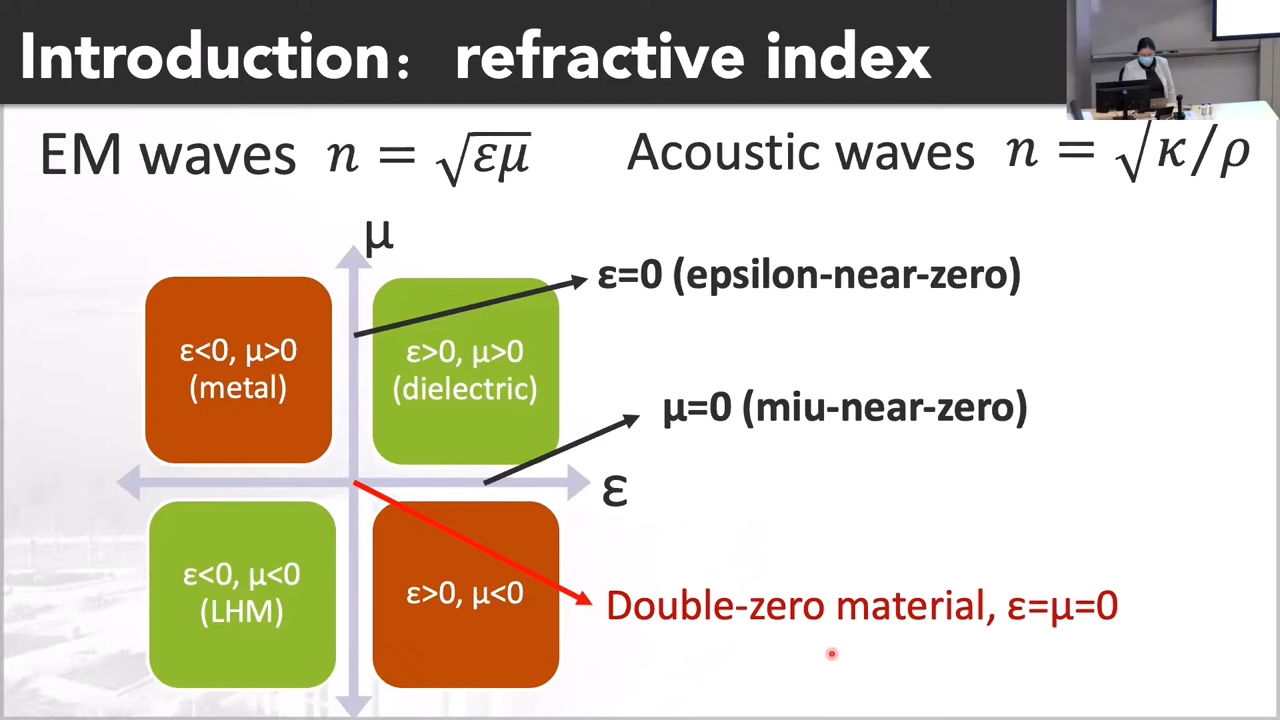 Introduction： refractive index
EM waves n = √εμ
Acoustic waves n = √κ/ρ
μ
ε=0 (epsilon-near-zero)
ε<0, μ>0
(metal)
ε>0, μ>0
(dielectric)
μ=0 (miu-near-zero)
ε
ε<0, μ<0
(LHM)
ε>0, μ<0
Double-zero material, ε=μ=0